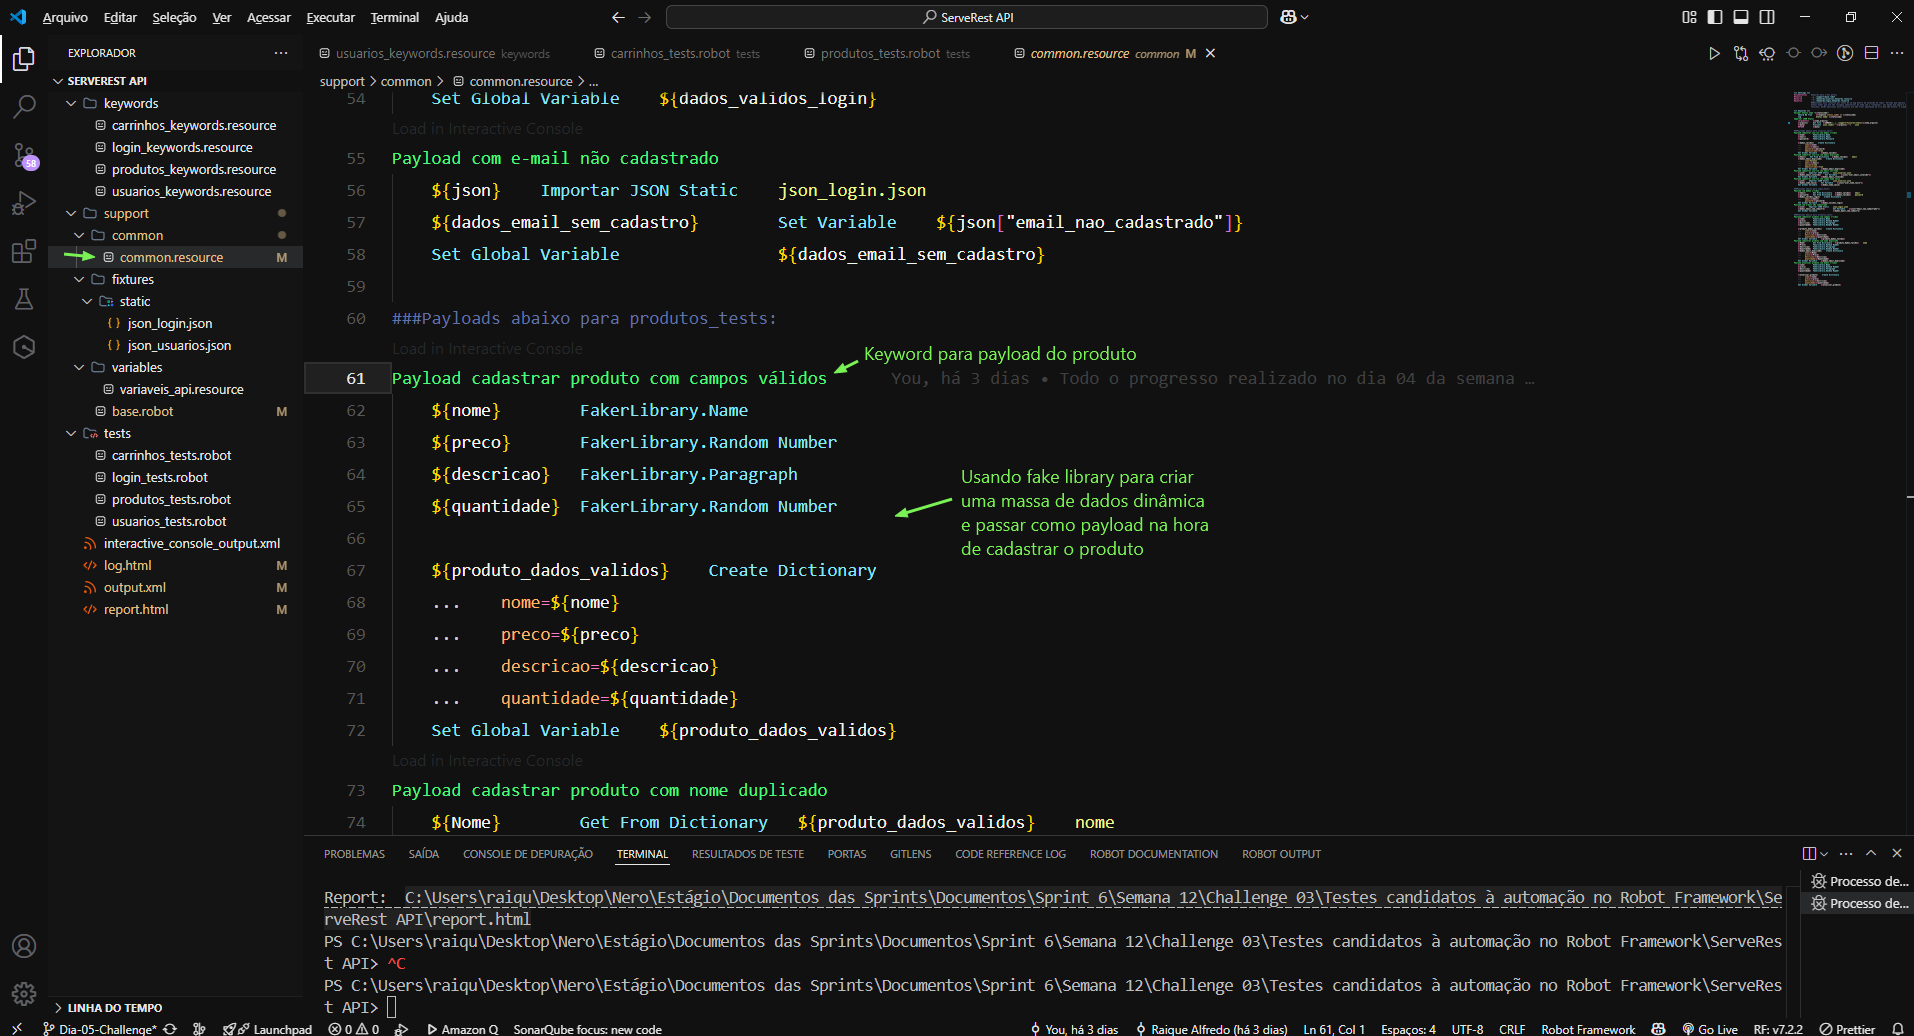 Arquivo Editar Seleção Ver Acessar Executar Terminal Ajuda
ServeRest API
EXPLORADOR ···
SERVEREST API
keywords
carrinhos_keywords.resource
login_keywords.resource
produtos_keywords.resource
usuarios_keywords.resource
support
common
common.resource M
fixtures
static
{ } json_login.json
{ } json_usuarios.json
variables
variaveis_api.resource
base.robot M
tests
carrinhos_tests.robot
login_tests.robot
produtos_tests.robot
usuarios_tests.robot
interactive_console_output.xml
log.html M
output.xml M
report.html M
58
LINHA DO TEMPO
usuarios_keywords.resource keywords
carrinhos_tests.robot tests
produtos_tests.robot tests
common.resource common M
support > common > common.resource > ...
54 Set Global Variable ${dados_validos_login}
Load in Interactive Console
55 Payload com e-mail não cadastrado
56 ${json} Importar JSON Static json_login.json
57 ${dados_email_sem_cadastro} Set Variable ${json["email_nao_cadastrado"]}
58 Set Global Variable ${dados_email_sem_cadastro}
59
60 ###Payloads abaixo para produtos_tests:
Load in Interactive Console
Keyword para payload do produto
61 Payload cadastrar produto com campos válidos You, há 3 dias • Todo o progresso realizado no dia 04 da semana …
62 ${nome} FakerLibrary.Name
63 ${preco} FakerLibrary.Random Number
64 ${descricao} FakerLibrary.Paragraph
65 ${quantidade} FakerLibrary.Random Number
Usando fake library para criar
uma massa de dados dinâmica
e passar como payload na hora
de cadastrar o produto
66
67 ${produto_dados_validos} Create Dictionary
68 ... nome=${nome}
69 ... preco=${preco}
70 ... descricao=${descricao}
71 ... quantidade=${quantidade}
72 Set Global Variable ${produto_dados_validos}
Load in Interactive Console
73 Payload cadastrar produto com nome duplicado
74 ${Nome} Get From Dictionary ${produto_dados_validos} nome
PROBLEMAS SAÍDA CONSOLE DE DEPURAÇÃO TERMINAL RESULTADOS DE TESTE PORTAS GITLENS CODE REFERENCE LOG ROBOT DOCUMENTATION ROBOT OUTPUT
Report: C:\Users\raiqu\Desktop\Nero\Estágio\Documentos das Sprints\Documentos\Sprint 6\Semana 12\Challenge 03\Testes candidatos à automação no Robot Framework\Se
rveRest API\report.html
PS C:\Users\raiqu\Desktop\Nero\Estágio\Documentos das Sprints\Documentos\Sprint 6\Semana 12\Challenge 03\Testes candidatos à automação no Robot Framework\ServeRes
t API> ^C
PS C:\Users\raiqu\Desktop\Nero\Estágio\Documentos das Sprints\Documentos\Sprint 6\Semana 12\Challenge 03\Testes candidatos à automação no Robot Framework\ServeRes
t API>
Processo de...
Processo de...
Dia-05-Challenge* Launchpad 0 0 Amazon Q SonarQube focus: new code You, há 3 dias Raique Alfredo (há 3 dias) Ln 61, Col 1 Espaços: 4 UTF-8 CRLF Robot Framework Go Live RF: v7.2.2 Prettier